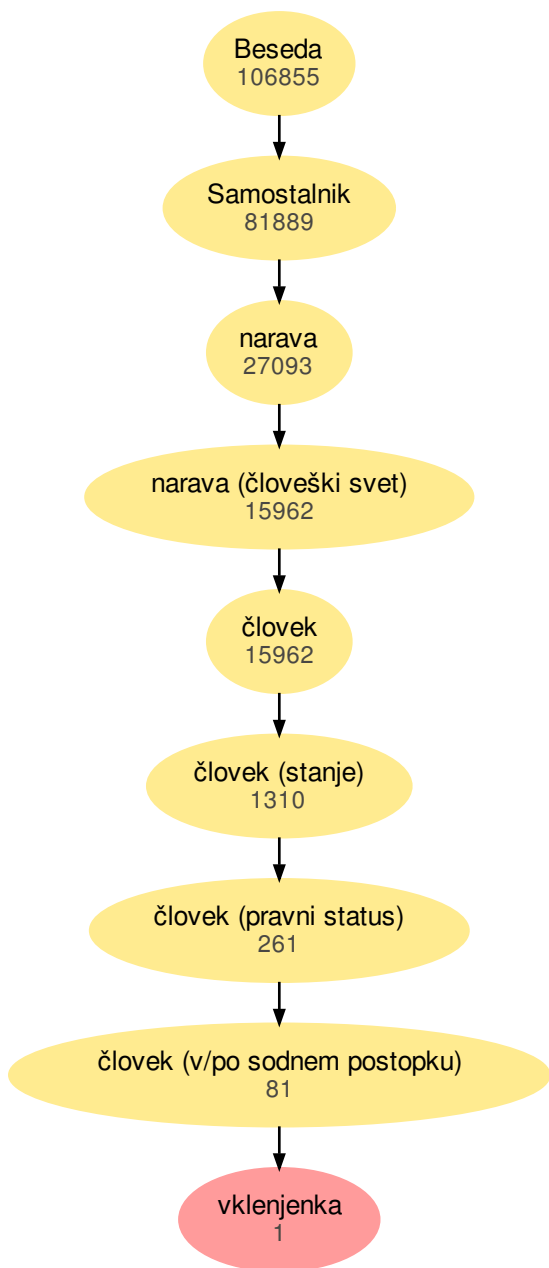 Beseda
106855
Samostalnik
81889
narava
27093
narava (človeški svet)
15962
človek
15962
človek (stanje)
1310
človek (pravni status)
261
človek (v/po sodnem postopku)
81
vklenjenka
1